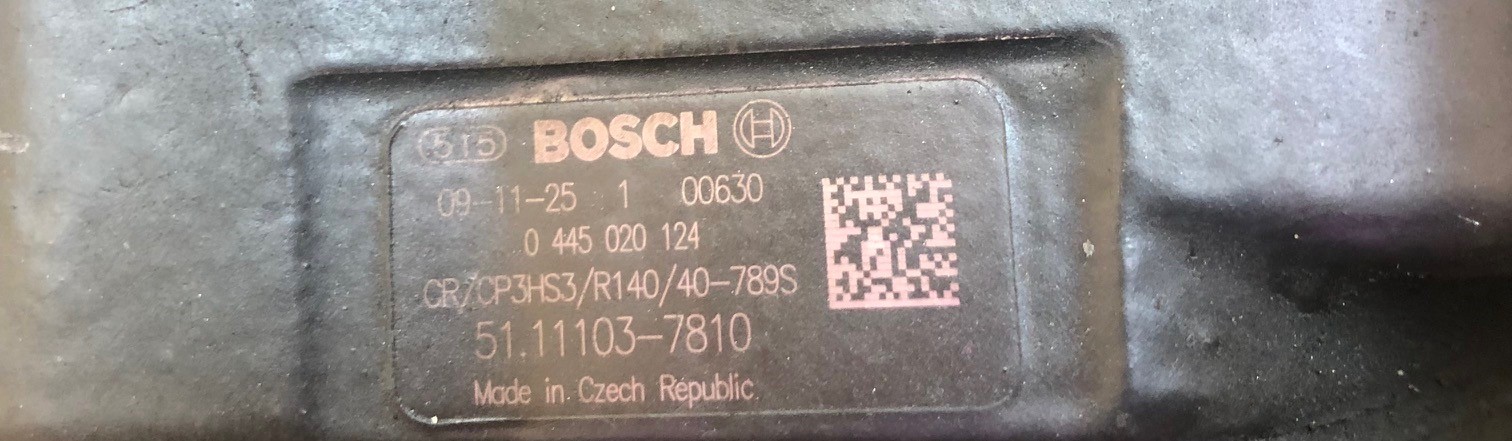 515 BOSCH
09-11-25 1 00630
0 445 020 124
CR/CP3HS3/R140/40-789S
51.11103-7810
Made in Czech Republic